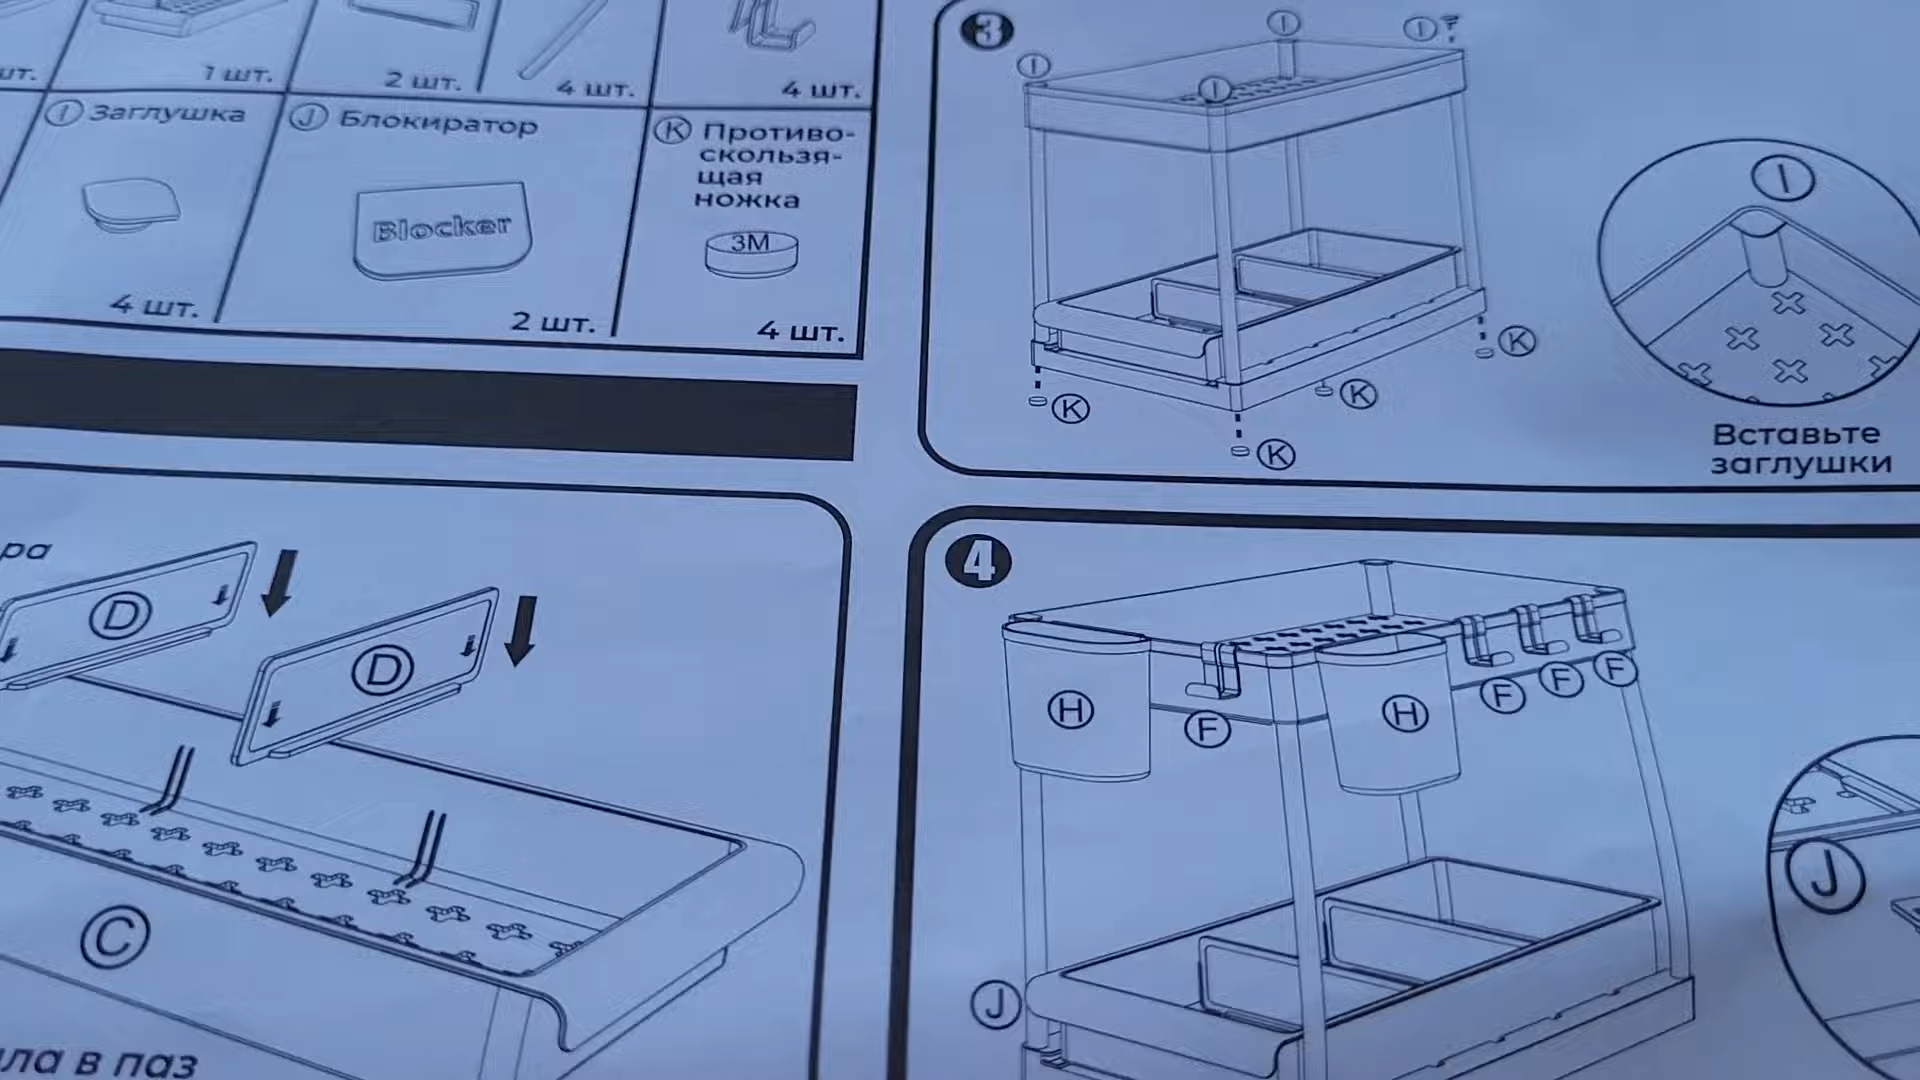 шт.
1 шт.
2 шт.
4 шт.
4 шт.
I Заглушка
4 шт.
J Блокиратор
Blocker
2 шт.
K Противо-
скользя-
щая
ножка
3M
4 шт.
3
I
I
I
I
K
K
K
K
I
Вставьте
заглушки
ра
D
D
C
ла в паз
4
H
F
H
F
F
F
J
J